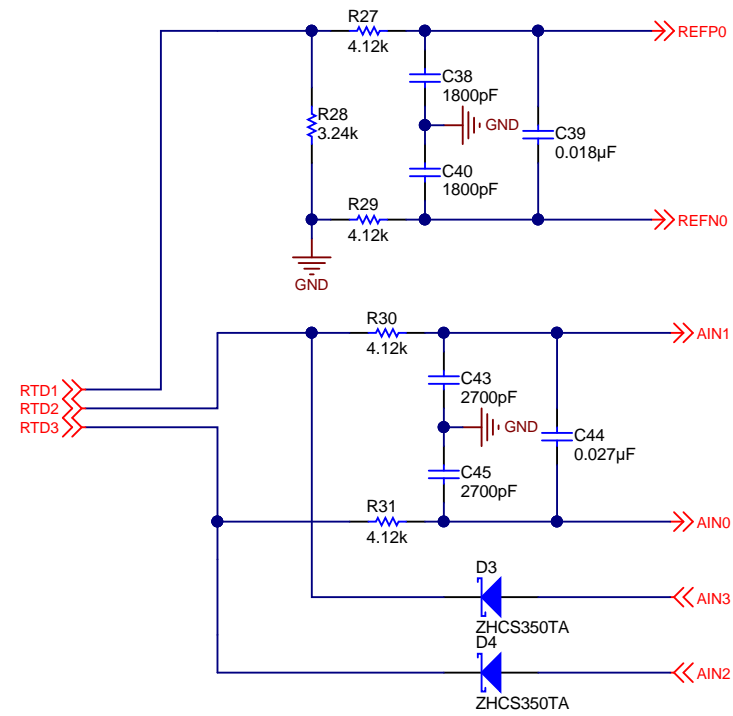 R27
4.12k
REFP0
C38
1800pF
R28
3.24k
GND
C39
0.018µF
C40
1800pF
R29
4.12k
REFN0
GND
R30
4.12k
AIN1
RTD1
RTD2
RTD3
C43
2700pF
GND
C44
0.027µF
C45
2700pF
R31
4.12k
AIN0
D3
ZHCS350TA
AIN3
D4
ZHCS350TA
AIN2